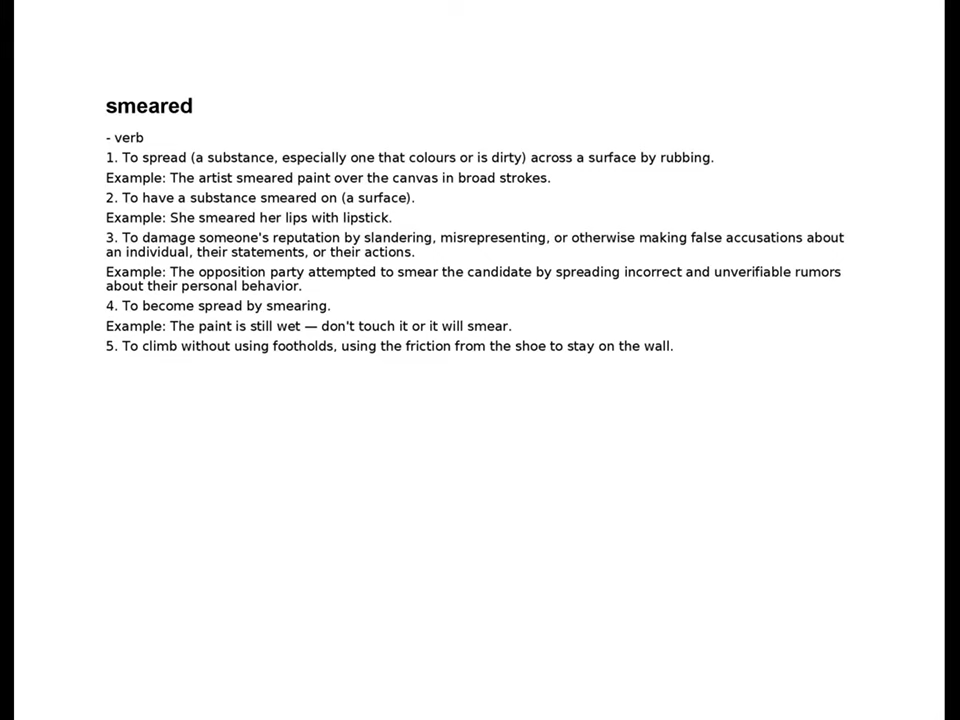 smeared
- verb
1. To spread (a substance, especially one that colours or is dirty) across a surface by rubbing.
Example: The artist smeared paint over the canvas in broad strokes.
2. To have a substance smeared on (a surface).
Example: She smeared her lips with lipstick.
3. To damage someone's reputation by slandering, misrepresenting, or otherwise making false accusations about
an individual, their statements, or their actions.
Example: The opposition party attempted to smear the candidate by spreading incorrect and unverifiable rumors
about their personal behavior.
4. To become spread by smearing.
Example: The paint is still wet — don't touch it or it will smear.
5. To climb without using footholds, using the friction from the shoe to stay on the wall.